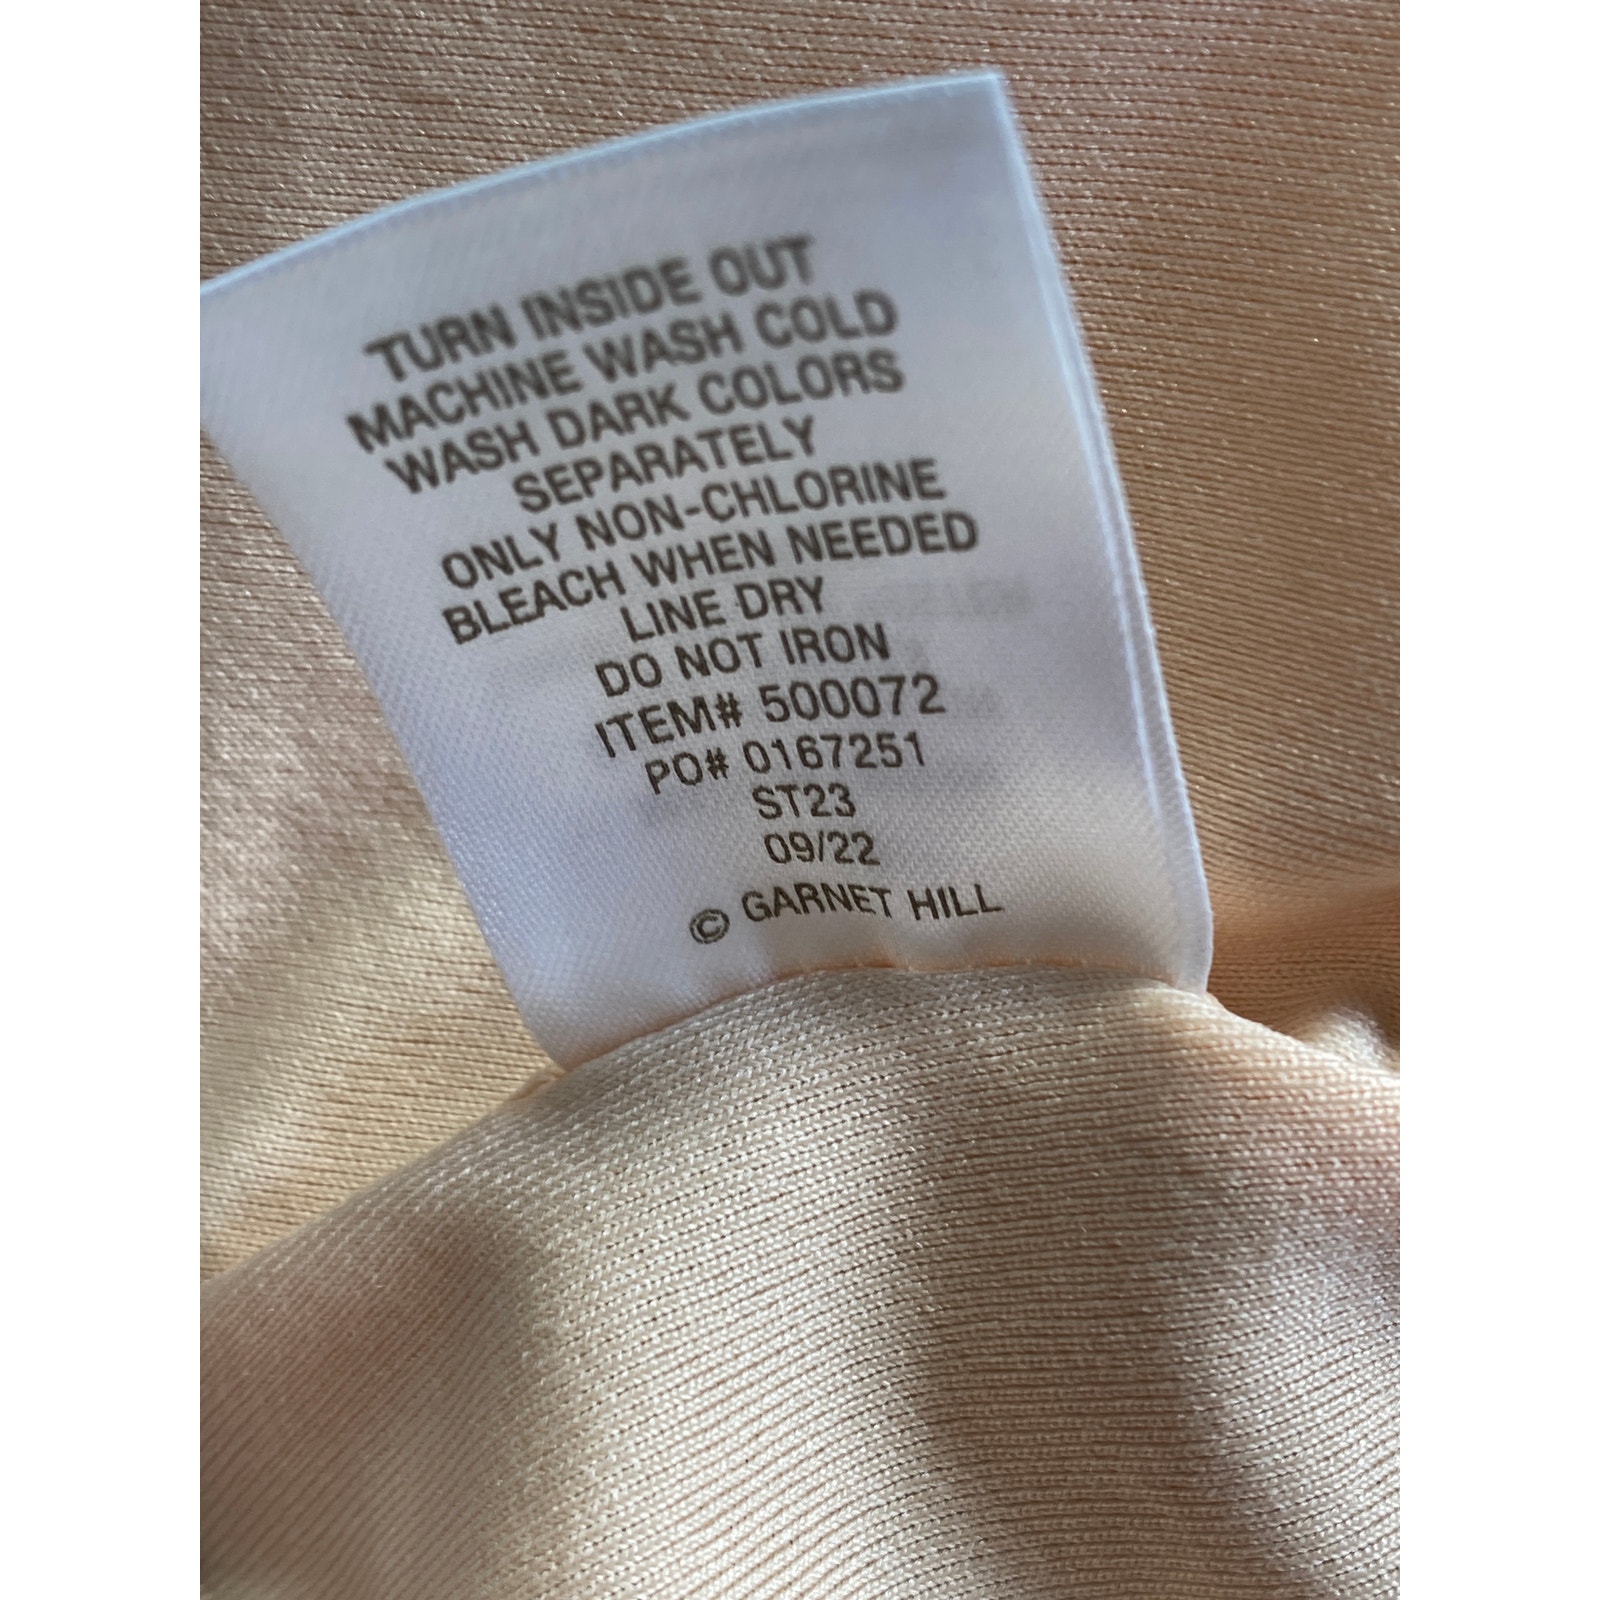 TURN INSIDE OUT
MACHINE WASH COLD
WASH DARK COLORS
SEPARATELY
ONLY NON-CHLORINE
BLEACH WHEN NEEDED
LINE DRY
DO NOT IRON
ITEM# 500072
PO# 0167251
ST23
09/22
© GARNET HILL